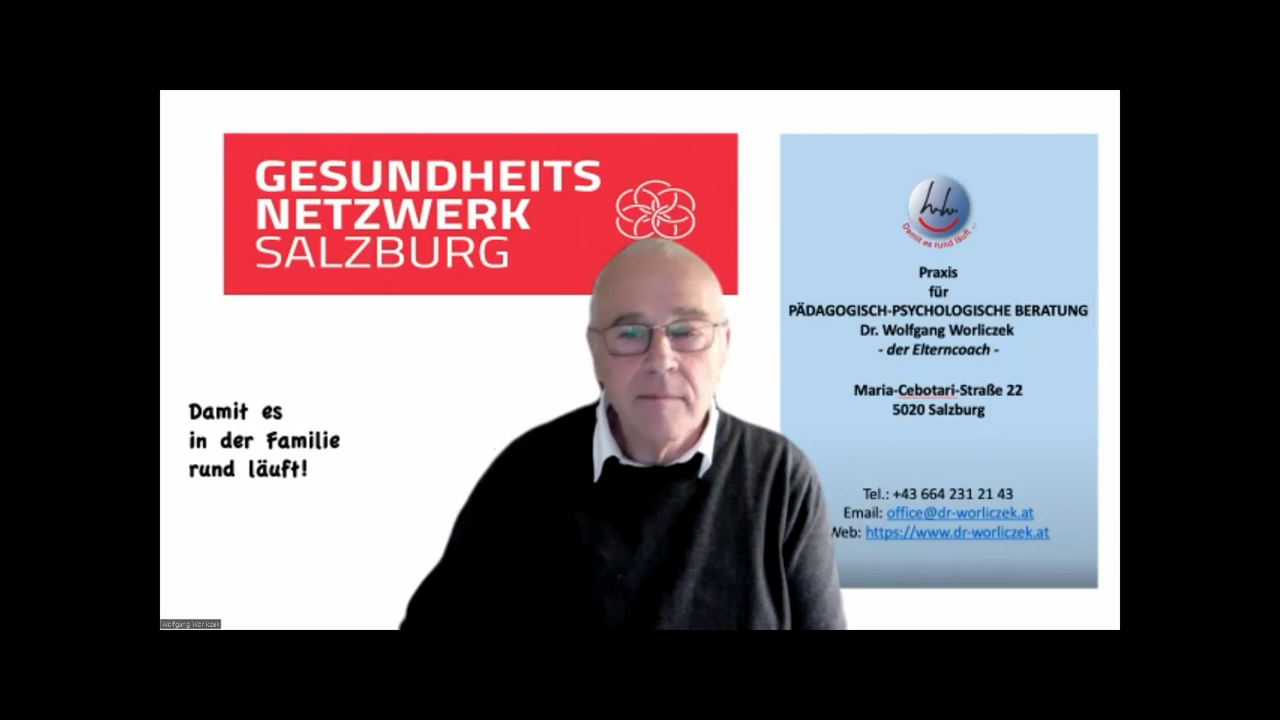 GESUNDHEITS
NETZWERK
SALZBURG
Damit es
in der Familie
rund läuft!
Damit es rund läuft ...
Praxis
für
PÄDAGOGISCH-PSYCHOLOGISCHE BERATUNG
Dr. Wolfgang Worliczek
- der Elterncoach -
Maria-Cebotari-Straße 22
5020 Salzburg
Tel.: +43 664 231 21 43
Email: office@dr-worliczek.at
Web: https://www.dr-worliczek.at
Wolfgang Worliczek